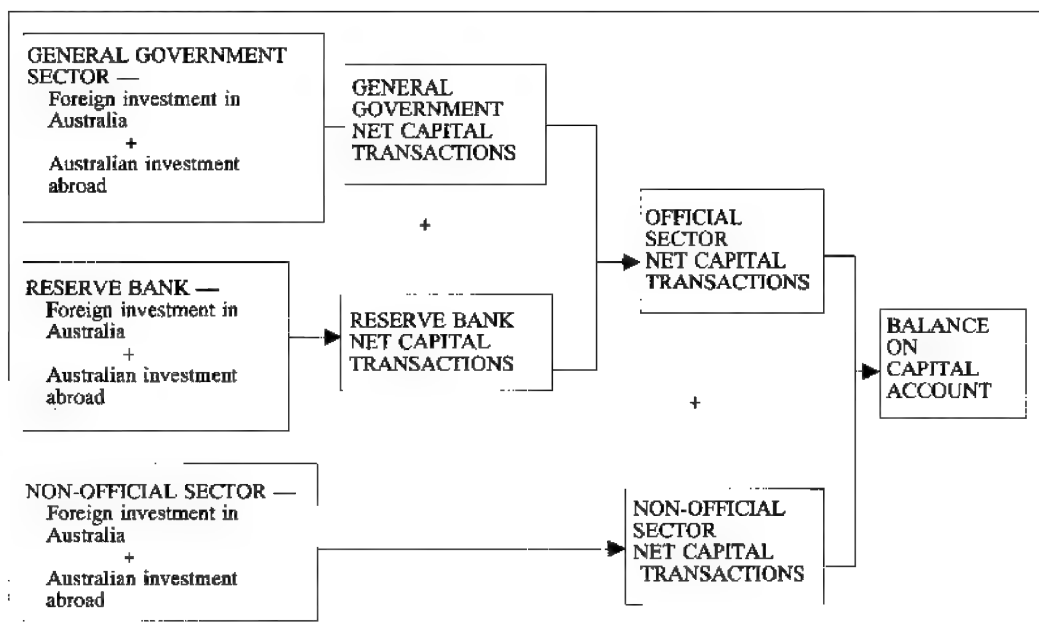 GENERAL GOVERNMENT
SECTOR —
Foreign investment in
Australia
+
Australian investment
abroad
GENERAL
GOVERNMENT
NET CAPITAL
TRANSACTIONS
+
RESERVE BANK —
Foreign investment in
Australia
+
Australian investment
abroad
RESERVE BANK
NET CAPITAL
TRANSACTIONS
OFFICIAL
SECTOR
NET CAPITAL
TRANSACTIONS
+
NON-OFFICIAL SECTOR —
Foreign investment in
Australia
+
Australian investment
abroad
NON-OFFICIAL
SECTOR
NET CAPITAL
TRANSACTIONS
BALANCE
ON
CAPITAL
ACCOUNT